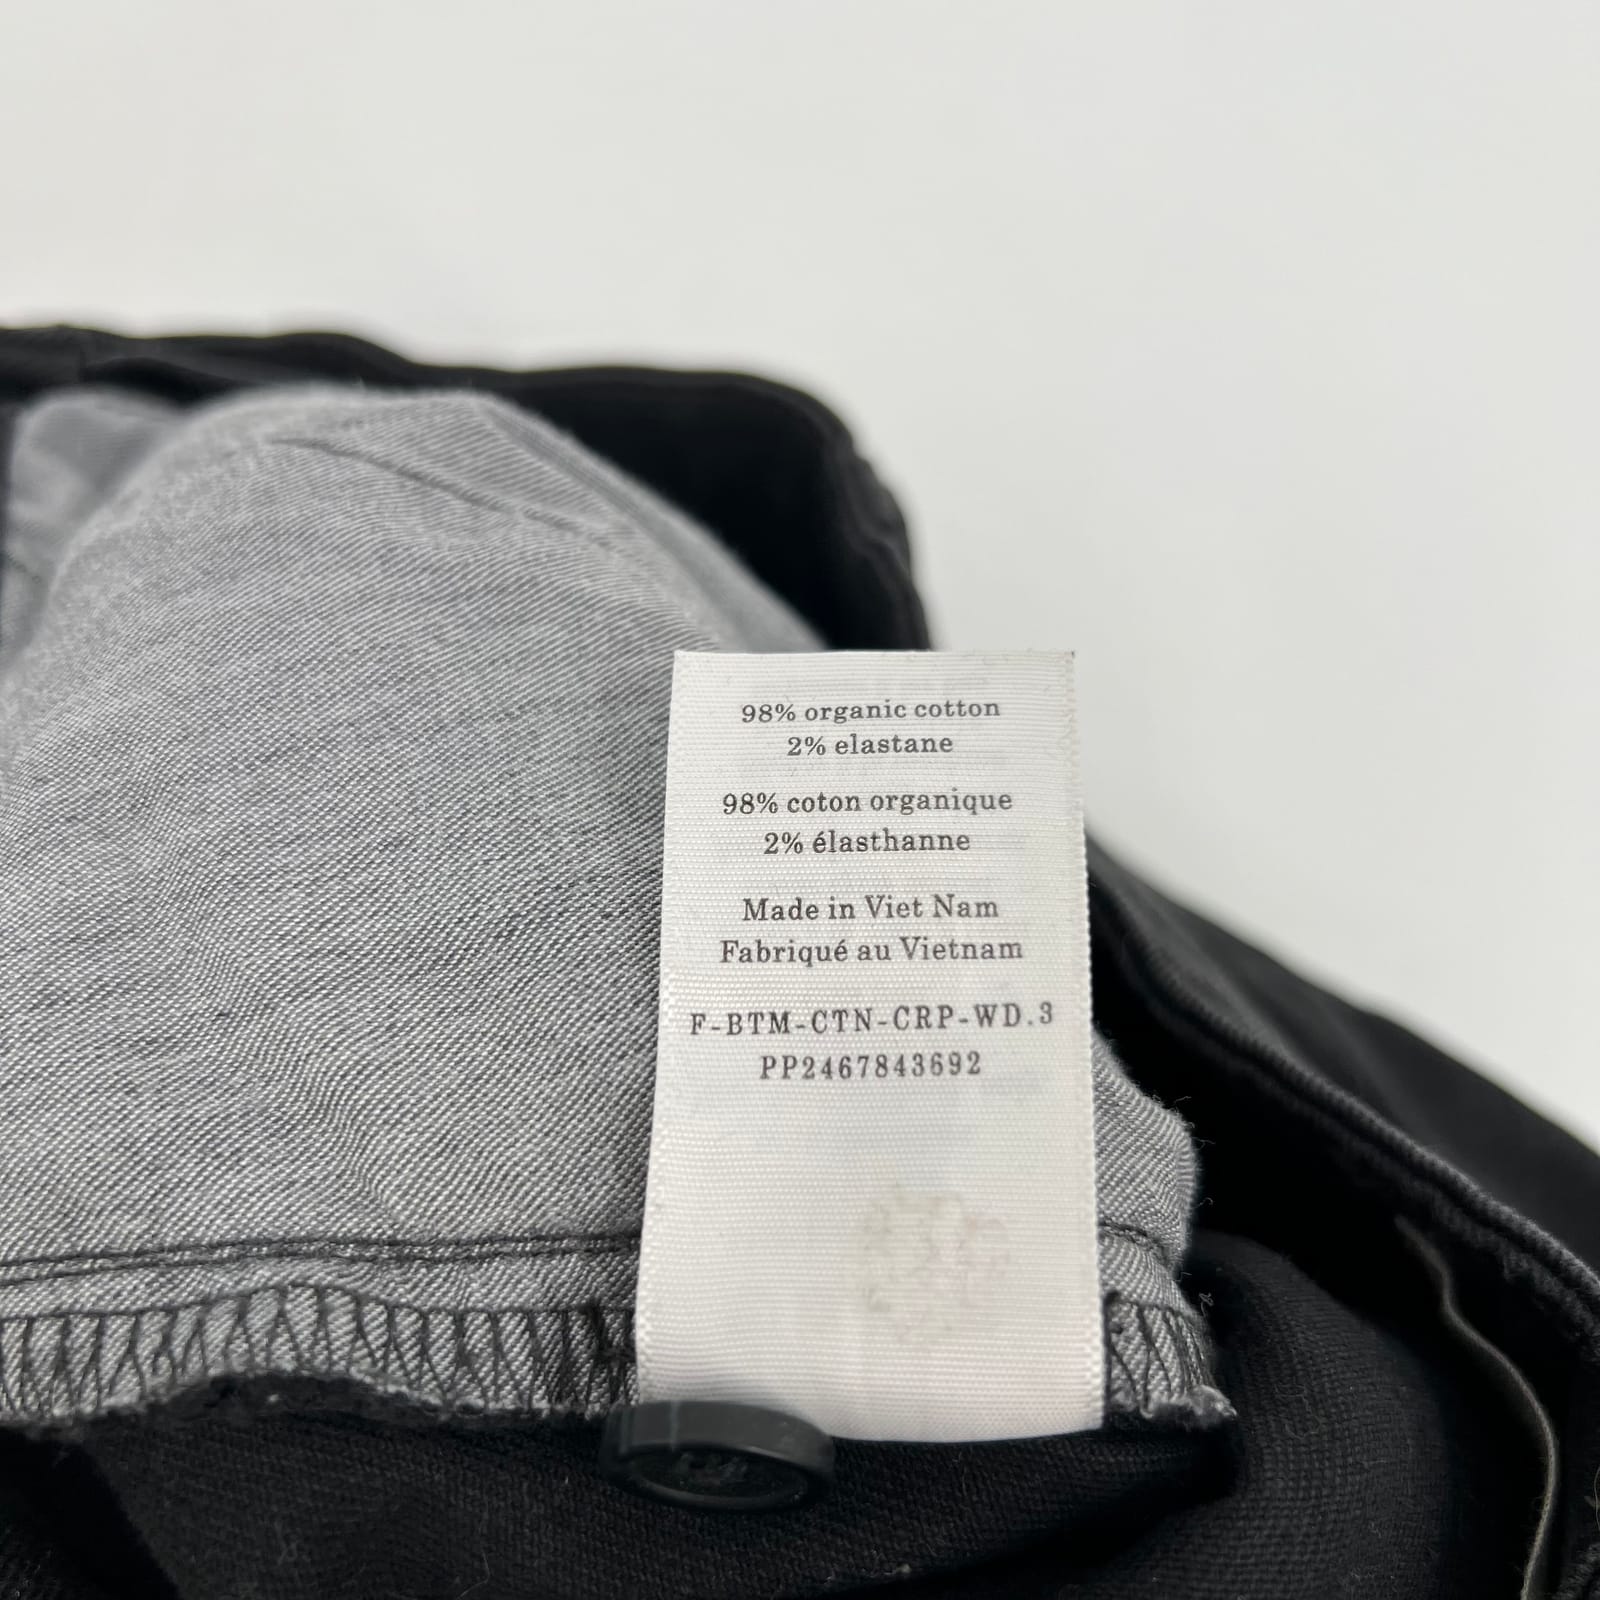 98% organic cotton
2% elastane
98% coton organique
2% élasthanne
Made in Viet Nam
Fabriqué au Vietnam
F-BTM-CTN-CRP-WD.3
PP2467843692